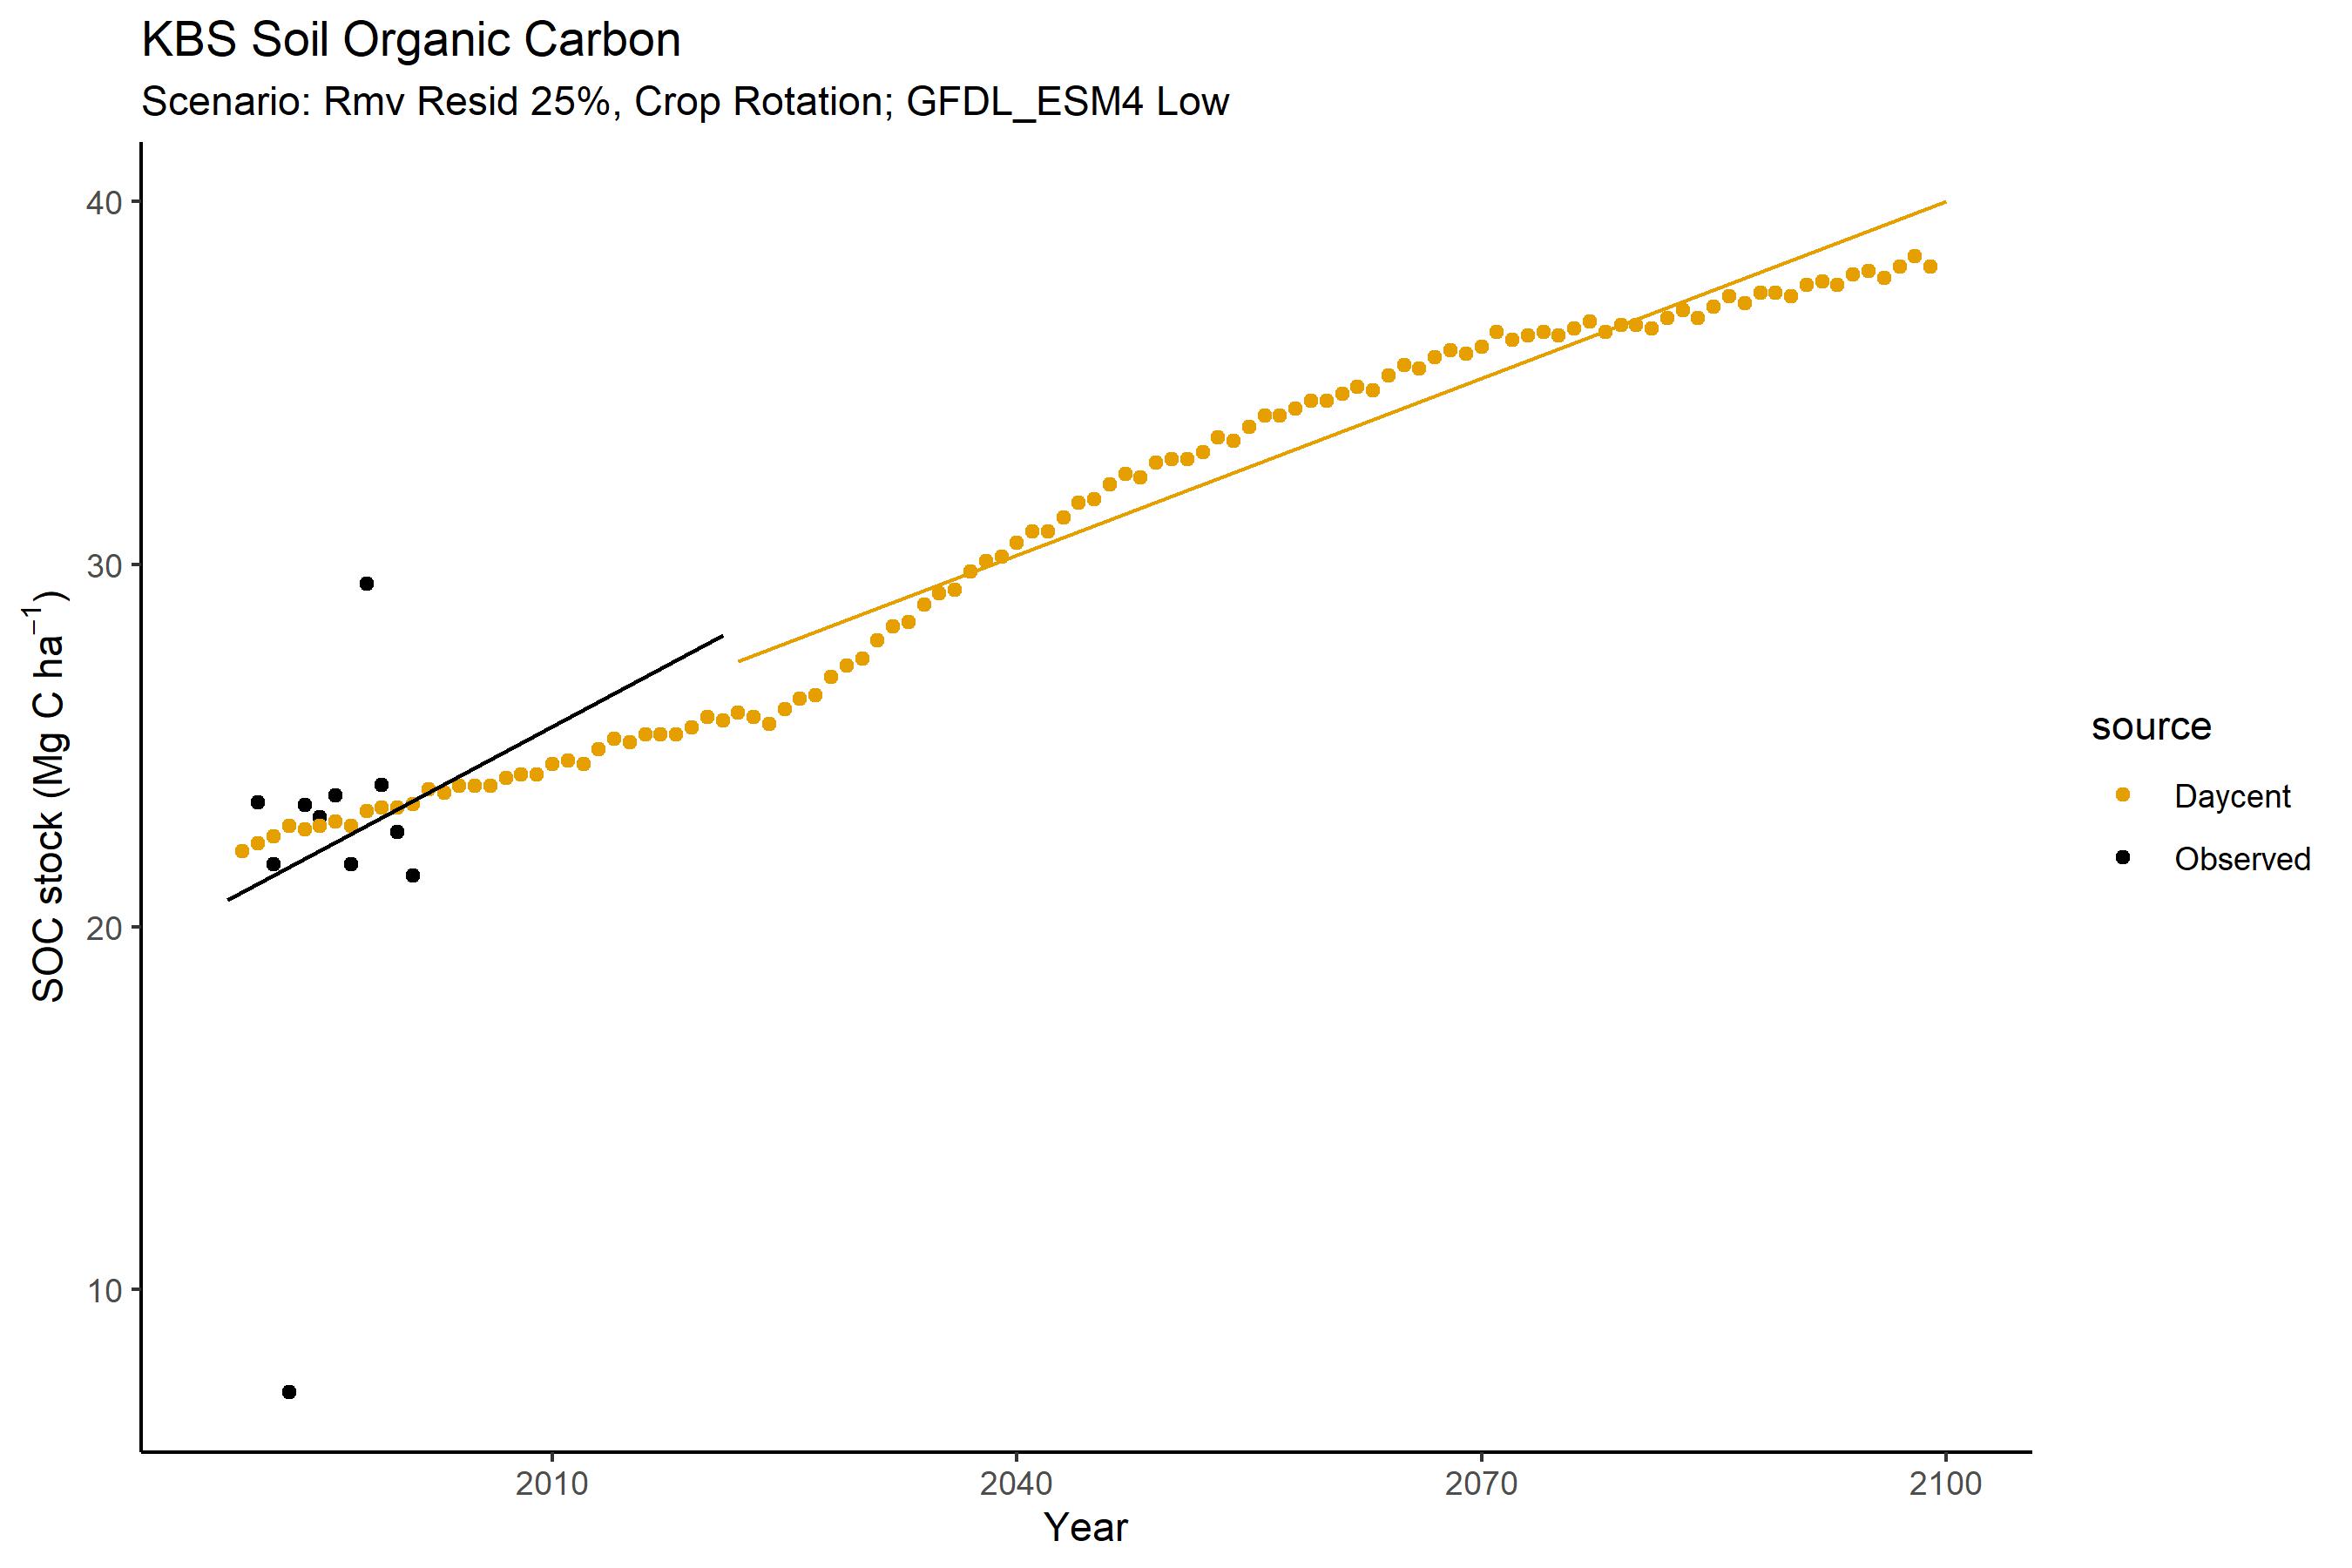 KBS Soil Organic Carbon
Scenario: Rmv Resid 25%, Crop Rotation; GFDL_ESM4 Low
SOC stock (Mg C ha⁻¹)
40
30
20
10
2010 2040 2070 2100
Year
source
Daycent
Observed